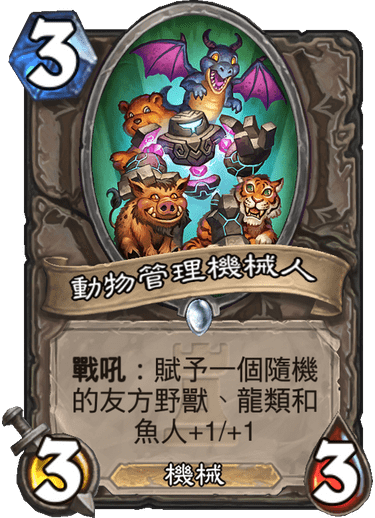 3
動物管理機械人
戰吼：賦予一個隨機
的友方野獸、龍類和
魚人+1/+1
3
機械
3